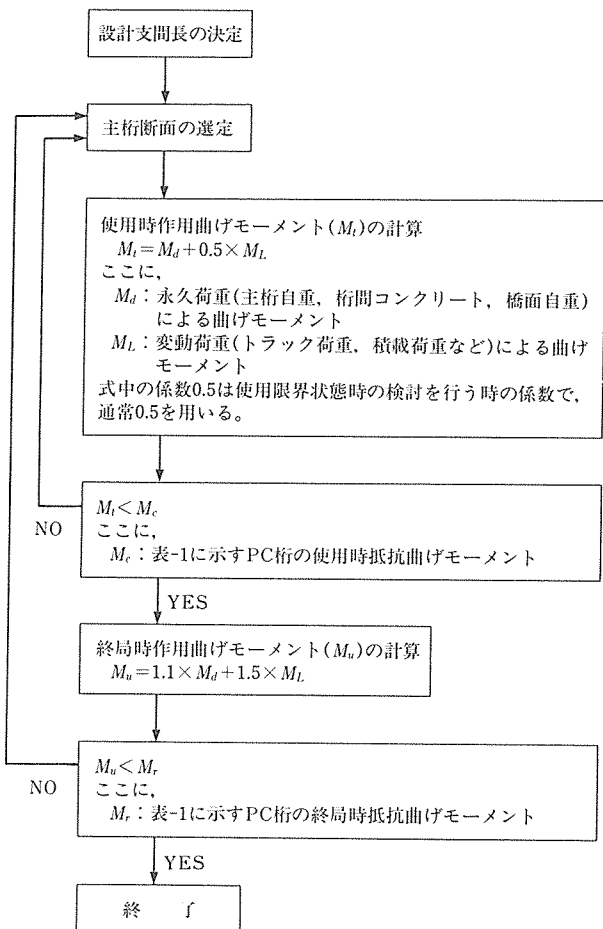 設計支間長の決定
主桁断面の選定
使用時作用曲げモーメント(Mt)の計算
Mt=Md+0.5×ML
ここに,
Md:永久荷重(主桁自重,桁間コンクリート,橋面自重)
による曲げモーメント
ML:変動荷重(トラック荷重,積載荷重など)による曲げ
モーメント
式中の係数0.5は使用限界状態時の検討を行う時の係数で,
通常0.5を用いる。
Mt<Mc
ここに,
Mc:表-1に示すPC桁の使用時抵抗曲げモーメント
NO
YES
終局時作用曲げモーメント(Mu)の計算
Mu=1.1×Md+1.5×ML
Mu<Mr
ここに,
Mr:表-1に示すPC桁の終局時抵抗曲げモーメント
NO
YES
終 了